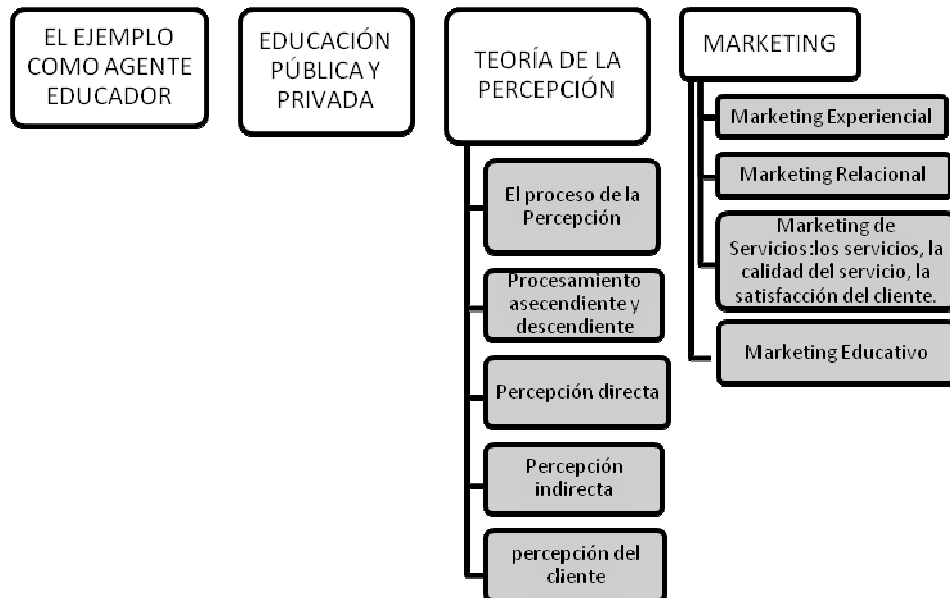 EL EJEMPLO
COMO AGENTE
EDUCADOR
EDUCACIÓN
PÚBLICA Y
PRIVADA
TEORÍA DE LA
PERCEPCIÓN
El proceso de la
Percepción
Procesamiento
asecendiente y
descendiente
Percepción directa
Percepción
indirecta
percepción del
cliente
MARKETING
Marketing Experiencial
Marketing Relacional
Marketing de
Servicios:los servicios, la
calidad del servicio, la
satisfacción del cliente.
Marketing Educativo